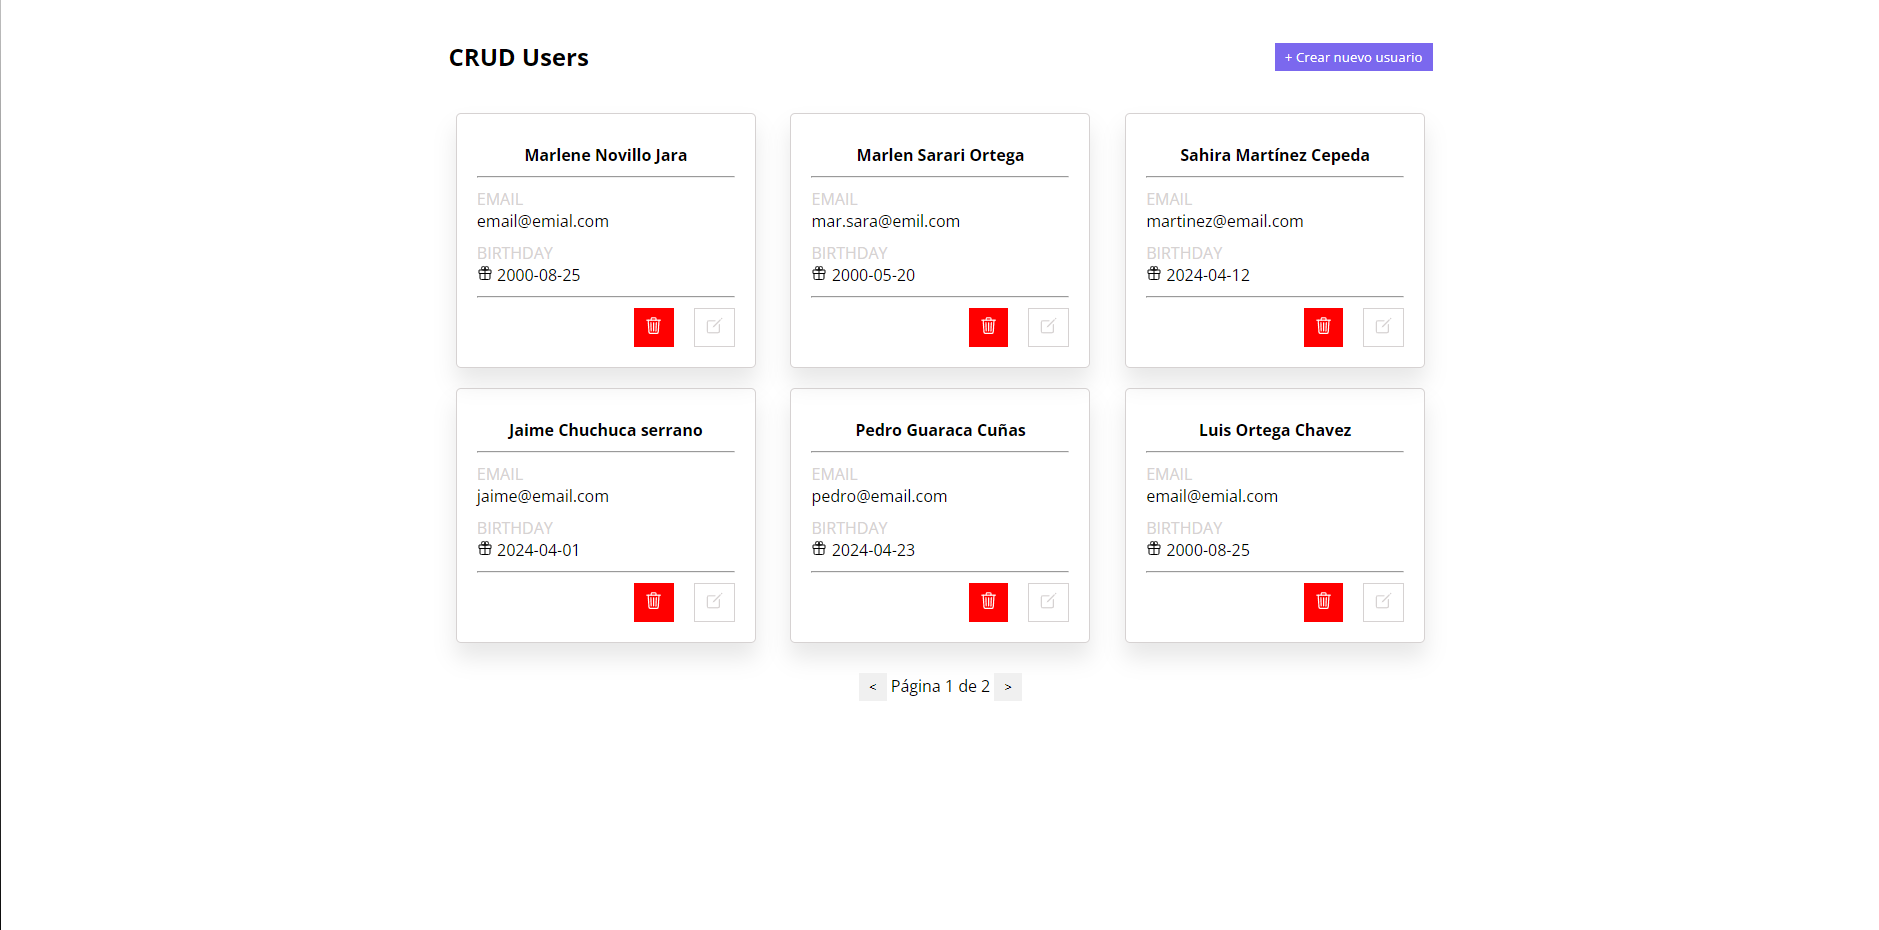 CRUD Users
+ Crear nuevo usuario
Marlene Novillo Jara
EMAIL
email@emial.com
BIRTHDAY
2000-08-25
Marlen Sarari Ortega
EMAIL
mar.sara@emil.com
BIRTHDAY
2000-05-20
Sahira Martínez Cepeda
EMAIL
martinez@email.com
BIRTHDAY
2024-04-12
Jaime Chuchuca serrano
EMAIL
jaime@email.com
BIRTHDAY
2024-04-01
Pedro Guaraca Cuñas
EMAIL
pedro@email.com
BIRTHDAY
2024-04-23
Luis Ortega Chavez
EMAIL
email@emial.com
BIRTHDAY
2000-08-25
< Página 1 de 2 >